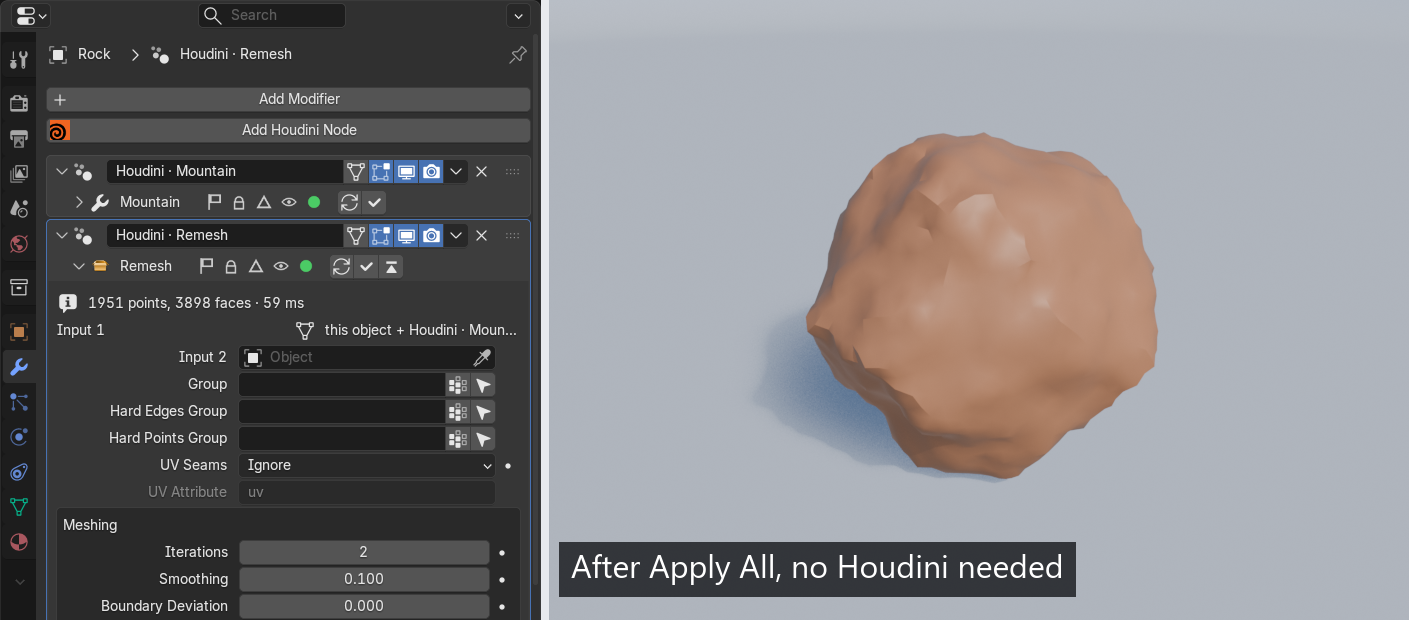 Search
Rock
Houdini · Remesh
Add Modifier
Add Houdini Node
Houdini · Mountain
Mountain
Houdini · Remesh
Remesh
1951 points, 3898 faces · 59 ms
Input 1 this object + Houdini · Moun...
Input 2 Object
Group
Hard Edges Group
Hard Points Group
UV Seams Ignore
UV Attribute uv
Meshing
Iterations 2
Smoothing 0.100
Boundary Deviation 0.000
After Apply All, no Houdini needed